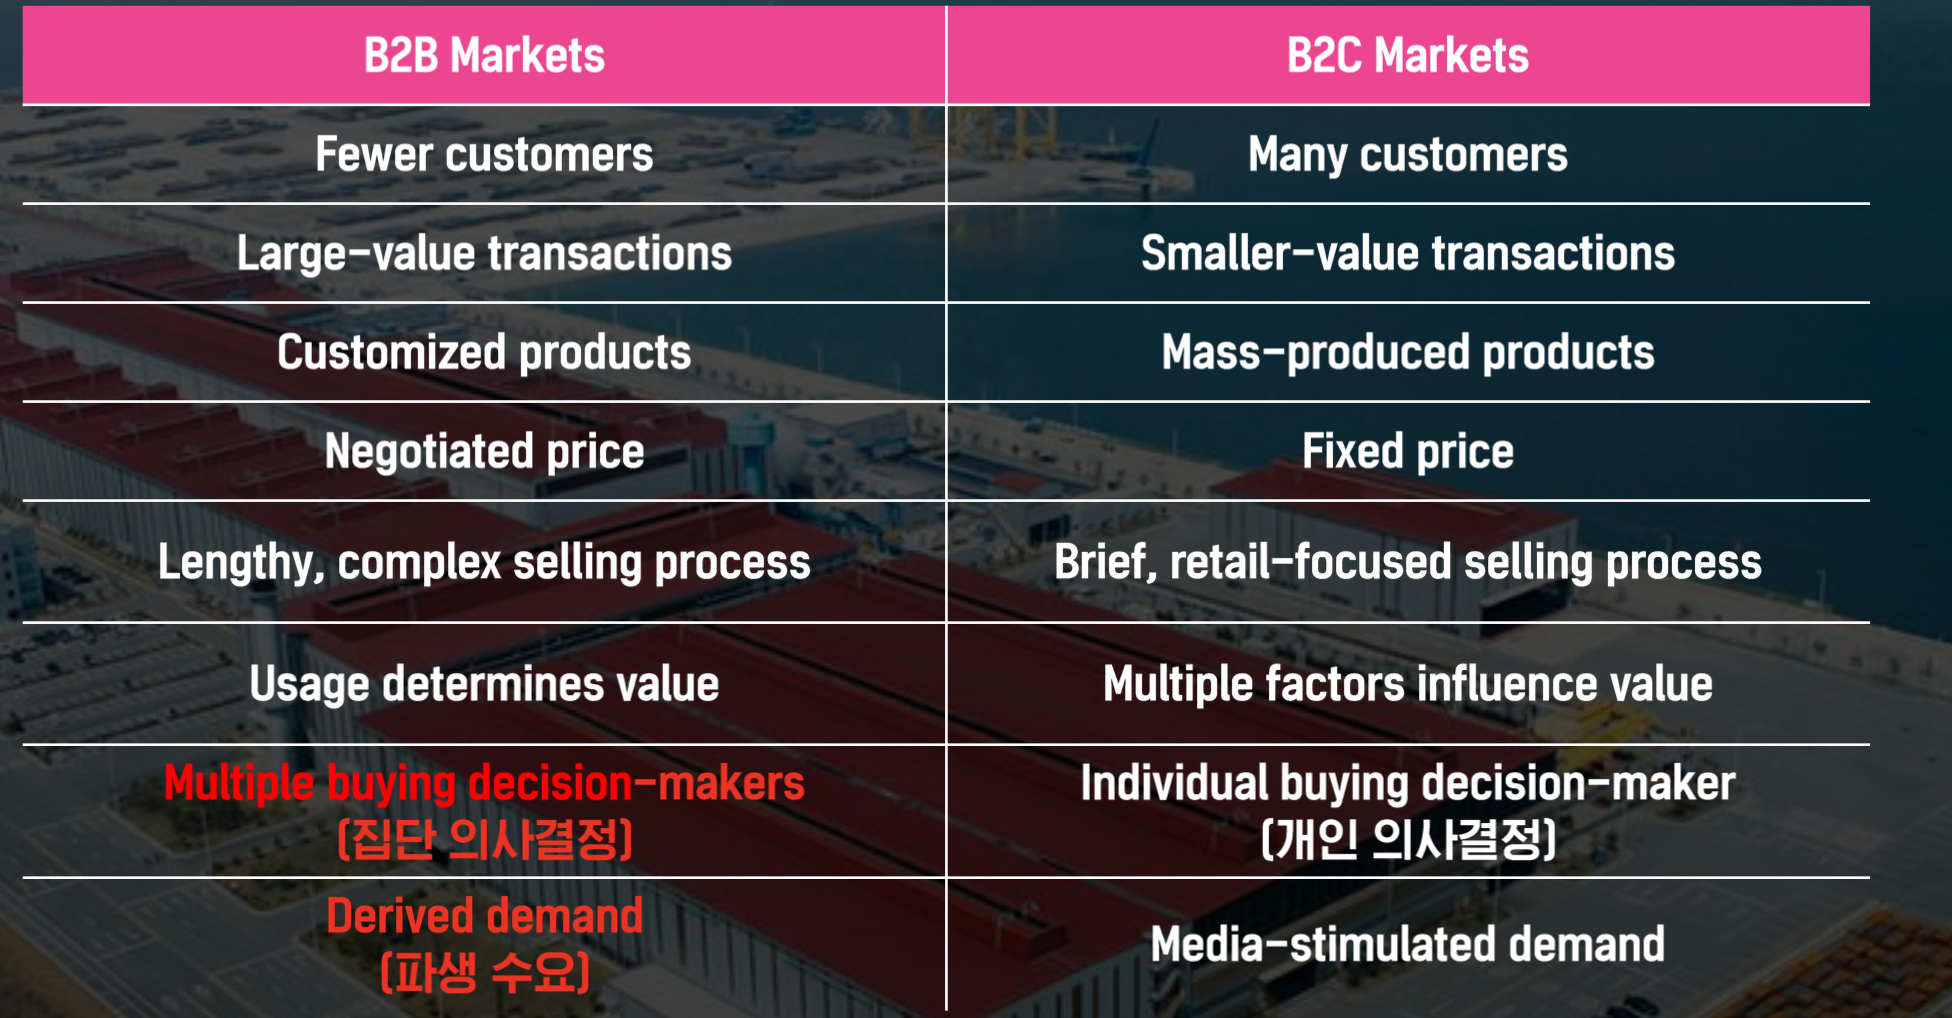 B2B Markets
B2C Markets
Fewer customers
Many customers
Large-value transactions
Smaller-value transactions
Customized products
Mass-produced products
Negotiated price
Fixed price
Lengthy, complex selling process
Brief, retail-focused selling process
Usage determines value
Multiple factors influence value
Multiple buying decision-makers
(집단 의사결정)
Individual buying decision-maker
(개인 의사결정)
Derived demand
(파생 수요)
Media-stimulated demand